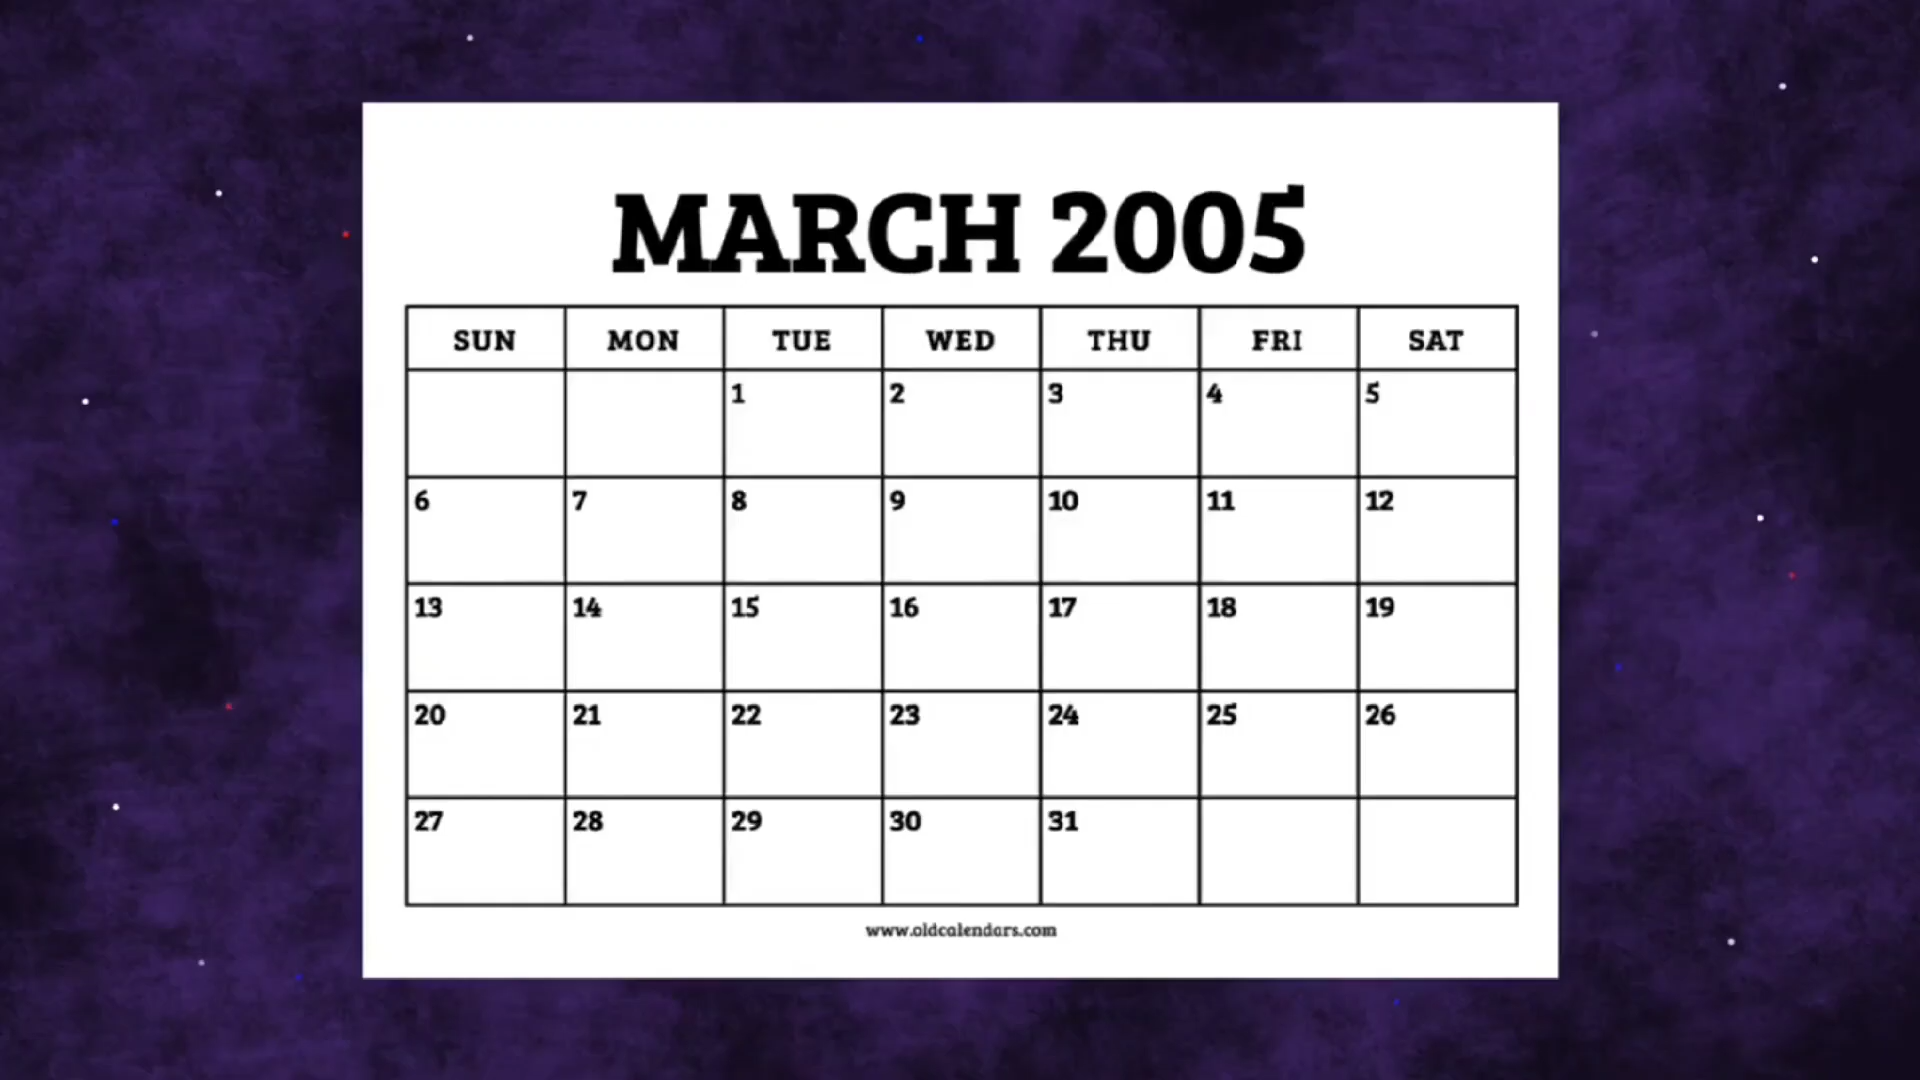 MARCH 2005
SUN MON TUE WED THU FRI SAT
1 2 3 4 5
6 7 8 9 10 11 12
13 14 15 16 17 18 19
20 21 22 23 24 25 26
27 28 29 30 31
www.oldcalendars.com